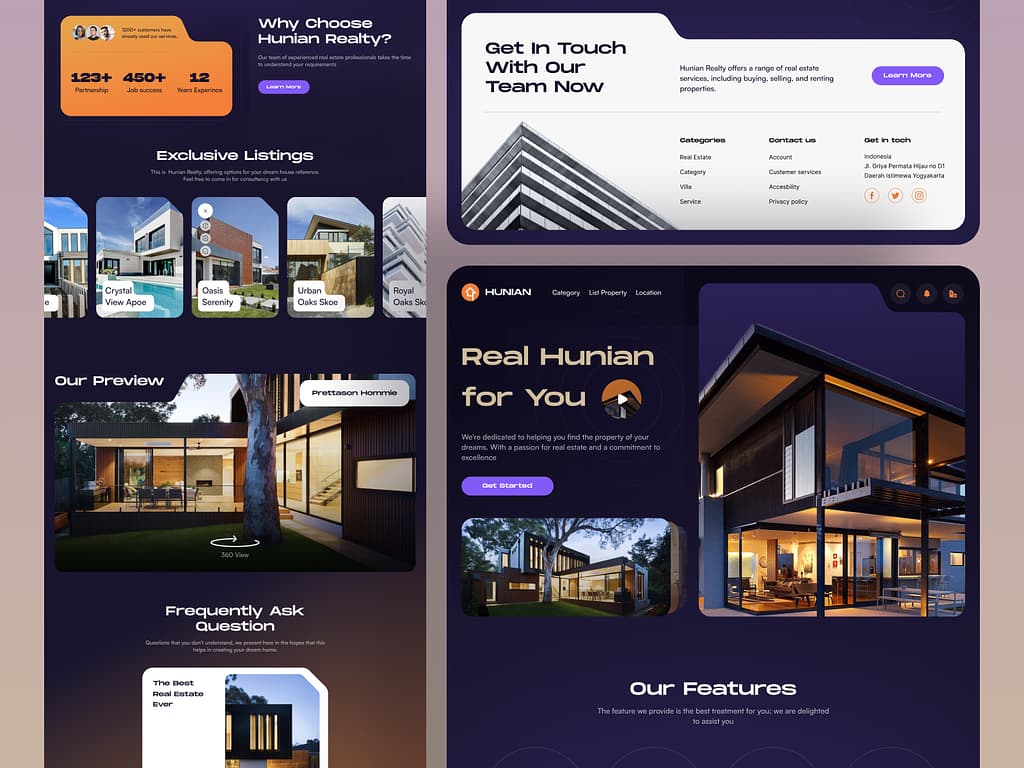 1200+ customers have
already used our services.
123+
Partnership
450+
Job success
12
Years Experince
Why Choose
Hunian Realty?
Our team of experienced real estate professionals takes the time
to understand your requirements
Learn More
Exclusive Listings
This is Hunian Realty, offering options for your dream house reference.
Feel free to come in for consultancy with us
e
Crystal
View Apoe
Oasis
Serenity
Urban
Oaks Skoe
Royal
Oaks Sk
Our Preview
Prettason Hommie
360 View
Frequently Ask
Question
Questions that you don't understand, we present here in the hopes that this
helps in creating your dream home.
The Best
Real Estate
Ever
Get In Touch
With Our
Team Now
Hunian Realty offers a range of real estate
services, including buying, selling, and renting
properties.
Learn More
Categories
Real Estate
Category
Villa
Service
Contact us
Account
Custemer services
Accesbility
Privacy policy
Get in toch
Indonesia
Jl. Griya Permata Hijau no D1
Daerah Istimewa Yogyakarta
HUNIAN
Category
List Property
Location
Real Hunian
for You
We're dedicated to helping you find the property of your
dreams. With a passion for real estate and a commitment to
excellence
Get Started
Our Features
The feature we provide is the best treatment for you; we are delighted
to assist you